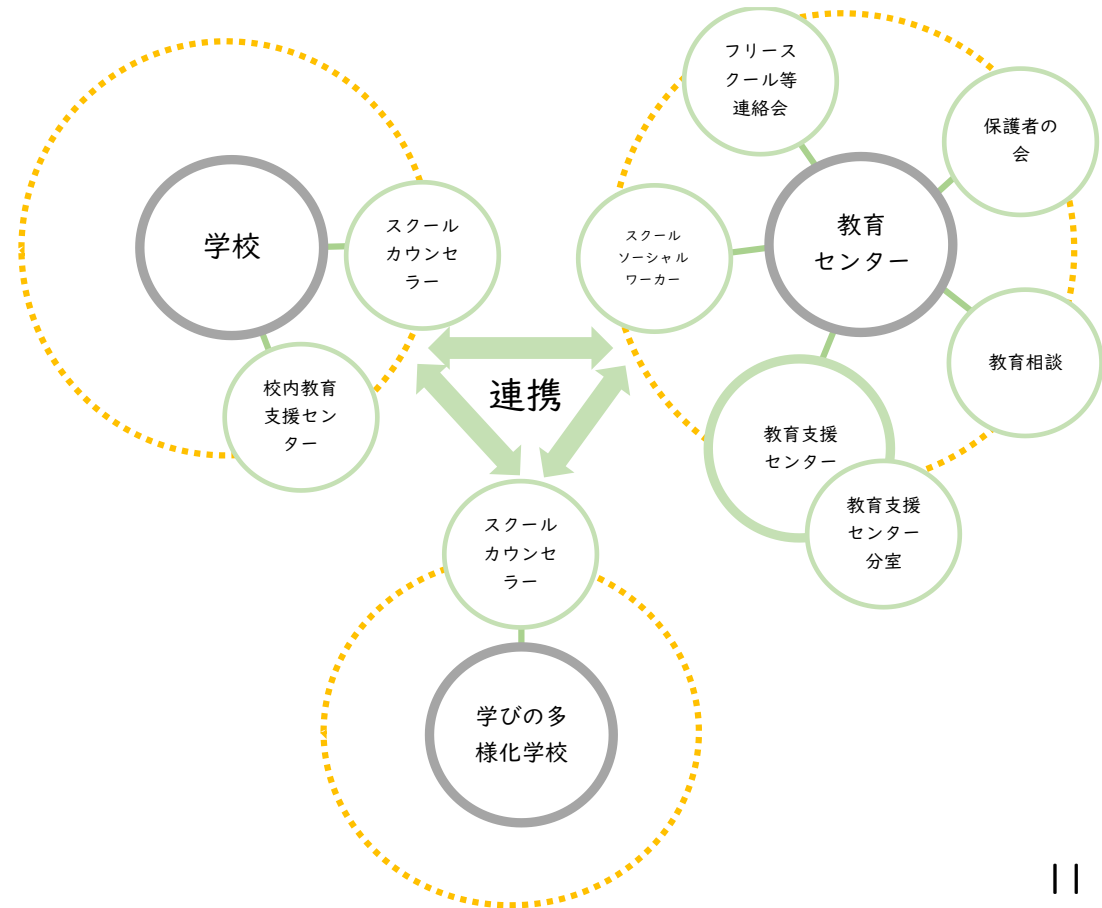 フリース
クール等
連絡会
保護者の
会
学校
スクール
カウンセ
ラー
スクール
ソーシャル
ワーカー
教育
センター
校内教育
支援セン
ター
連携
教育相談
教育支援
センター
教育支援
センター
分室
スクール
カウンセ
ラー
学びの多
様化学校
11